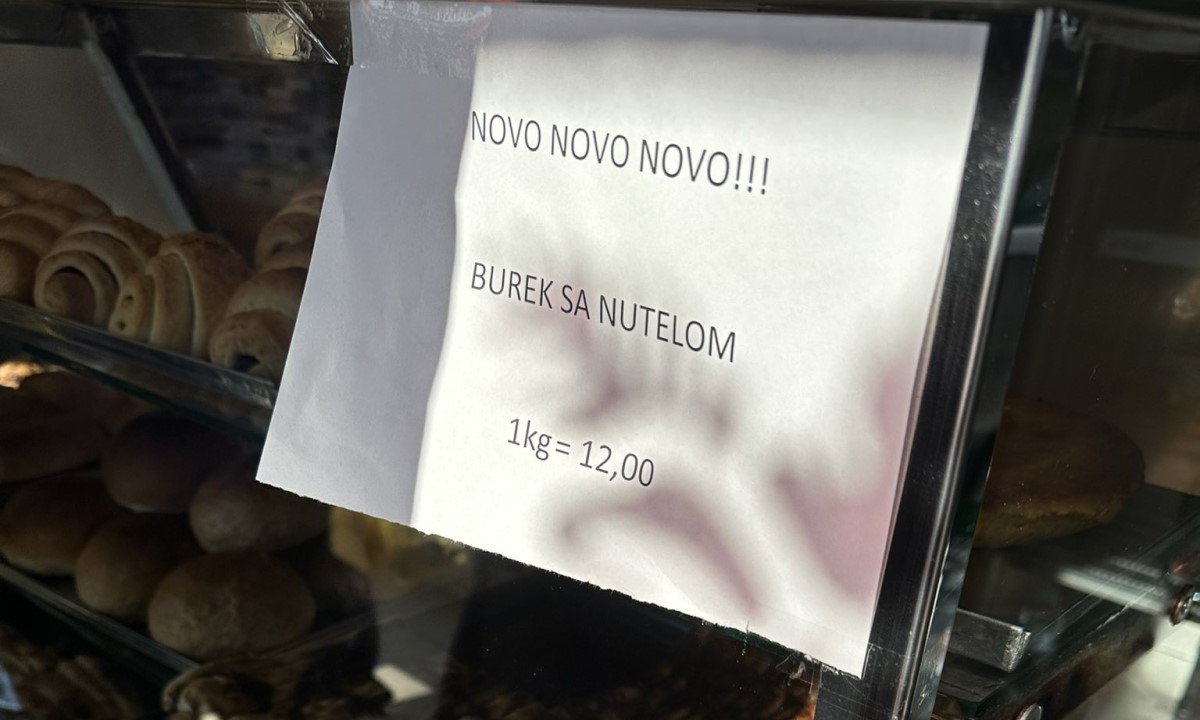 NOVO NOVO NOVO!!!
BUREK SA NUTELOM
1kg= 12,00